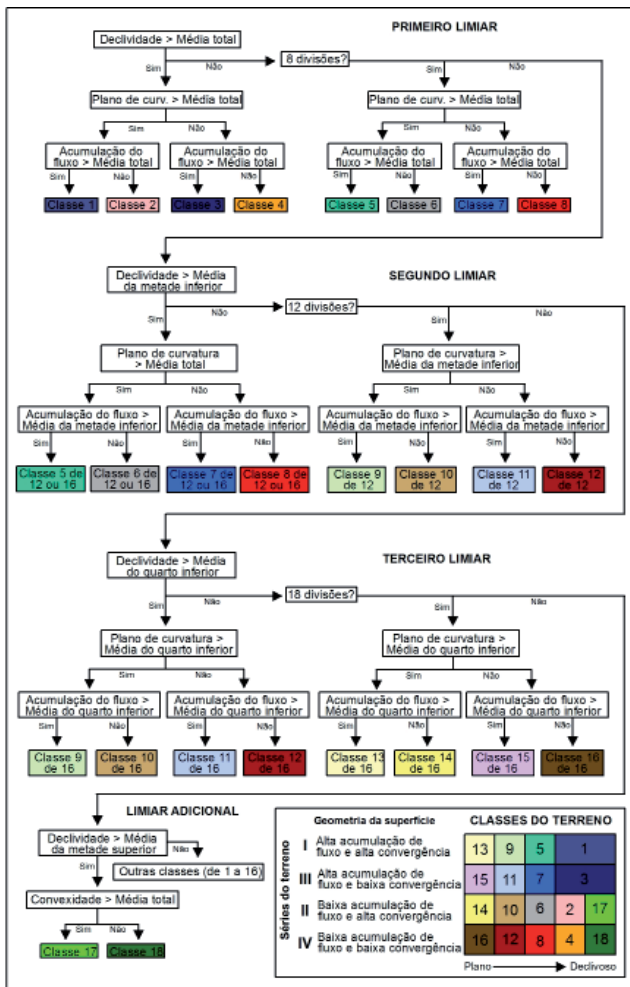 PRIMEIRO LIMIAR
Declividade > Média total
Sim
Não
8 divisões?
Sim
Não
Plano de curv. > Média total
Plano de curv. > Média total
Sim
Não
Sim
Não
Acumulação do
fluxo > Média total
Acumulação do
fluxo > Média total
Acumulação do
fluxo > Média total
Acumulação do
fluxo > Média total
Sim
Não
Sim
Não
Sim
Não
Sim
Não
Classe 1
Classe 2
Classe 3
Classe 4
Classe 5
Classe 6
Classe 7
Classe 8
SEGUNDO LIMIAR
Declividade > Média
da metade inferior
Sim
Não
12 divisões?
Sim
Não
Plano de curvatura
> Média total
Plano de curvatura >
Média da metade inferior
Sim
Não
Sim
Não
Acumulação do fluxo >
Média da metade inferior
Acumulação do fluxo >
Média da metade inferior
Acumulação do fluxo >
Média da metade inferior
Acumulação do fluxo >
Média da metade inferior
Sim
Não
Sim
Não
Sim
Não
Sim
Não
Classe 5 de
12 ou 16
Classe 6 de
12 ou 16
Classe 7 de
12 ou 16
Classe 8 de
12 ou 16
Classe 9
de 12
Classe 10
de 12
Classe 11
de 12
Classe 12
de 12
TERCEIRO LIMIAR
Declividade > Média
do quarto inferior
Sim
Não
18 divisões?
Sim
Não
Plano de curvatura >
Média do quarto inferior
Plano de curvatura >
Média do quarto inferior
Sim
Não
Sim
Não
Acumulação do fluxo >
Média do quarto inferior
Acumulação do fluxo >
Média do quarto inferior
Acumulação do fluxo >
Média do quarto inferior
Acumulação do fluxo >
Média do quarto inferior
Sim
Não
Sim
Não
Sim
Não
Sim
Não
Classe 9
de 16
Classe 10
de 16
Classe 11
de 16
Classe 12
de 16
Classe 13
de 16
Classe 14
de 16
Classe 15
de 16
Classe 16
de 16
LIMIAR ADICIONAL
Declividade > Média
da metade superior
Sim
Não
Outras classes (de 1 a 16)
Convexidade > Média total
Sim
Não
Classe 17
Classe 18
Geometria da superfície
CLASSES DO TERRENO
Séries do terreno
I Alta acumulação de
fluxo e alta convergência
13 9 5 1
III Alta acumulação de
fluxo e baixa convergência
15 11 7 3
II Baixa acumulação de
fluxo e alta convergência
14 10 6 2 17
IV Baixa acumulação de
fluxo e baixa convergência
16 12 8 4 18
Plano
Declivoso